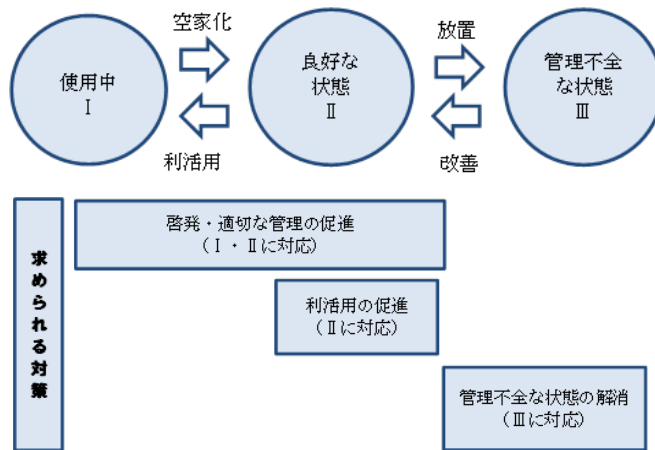 使用中
Ⅰ
空家化
利活用
良好な
状態
Ⅱ
放置
改善
管理不全
な状態
Ⅲ
求められる対策
啓発・適切な管理の促進
(Ⅰ・Ⅱに対応)
利活用の促進
(Ⅱに対応)
管理不全な状態の解消
(Ⅲに対応)